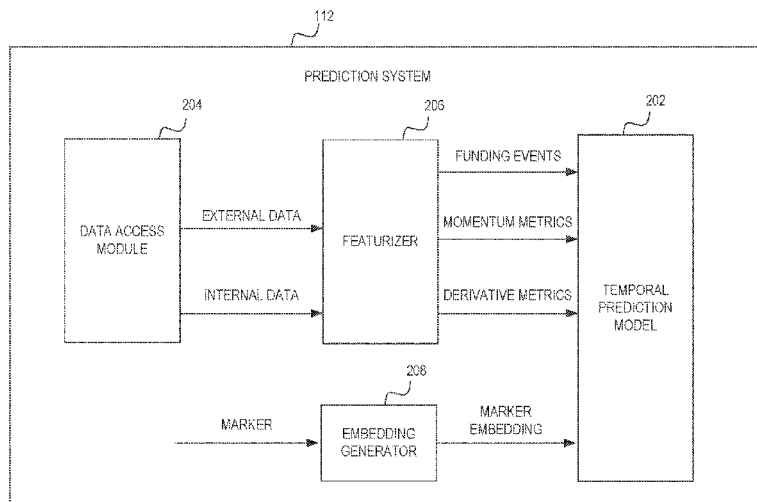 112
PREDICTION SYSTEM
204
206
202
DATA ACCESS
MODULE
EXTERNAL DATA
INTERNAL DATA
FEATURIZER
FUNDING EVENTS
MOMENTUM METRICS
DERIVATIVE METRICS
TEMPORAL
PREDICTION
MODEL
208
MARKER
EMBEDDING
GENERATOR
MARKER
EMBEDDING